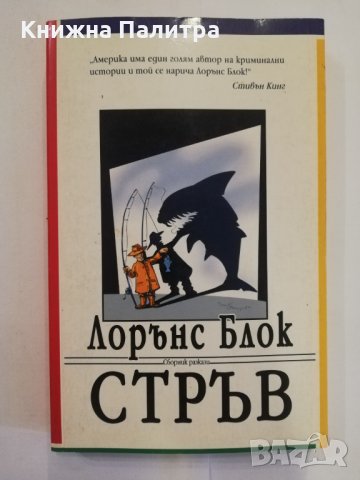 Книжна Палитра
„Америка има един голям автор на криминални
истории и той се нарича Лорънс Блок!“
Стивън Кинг
Лорънс Блок
Сборник разкази
СТРЪВ
BAZAR